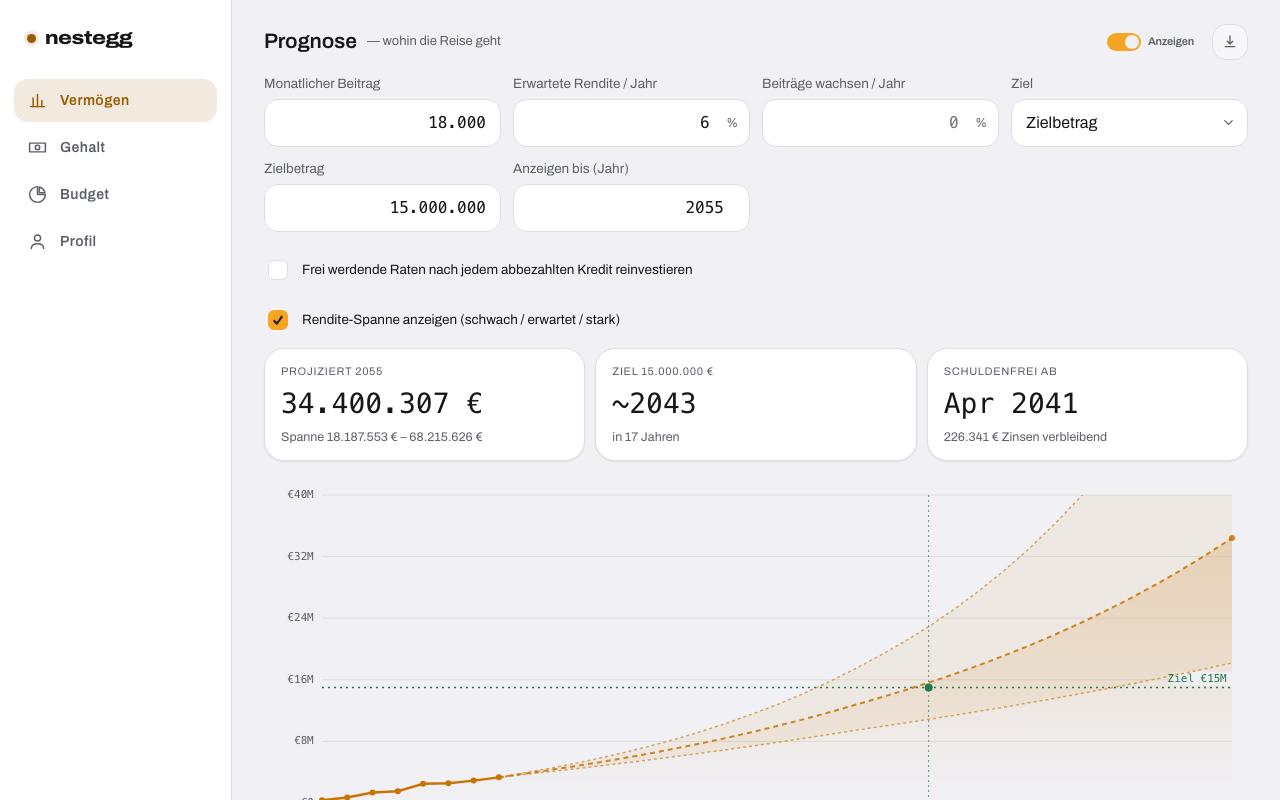 nestegg
Vermögen
Gehalt
Budget
Profil
Prognose — wohin die Reise geht
Anzeigen
Monatlicher Beitrag
Erwartete Rendite / Jahr
Beiträge wachsen / Jahr
Ziel
18.000
6 %
0 %
Zielbetrag
Zielbetrag
Anzeigen bis (Jahr)
15.000.000
2055
Frei werdende Raten nach jedem abbezahlten Kredit reinvestieren
Rendite-Spanne anzeigen (schwach / erwartet / stark)
PROJIZIERT 2055
34.400.307 €
Spanne 18.187.553 € – 68.215.626 €
ZIEL 15.000.000 €
~2043
in 17 Jahren
SCHULDENFREI AB
Apr 2041
226.341 € Zinsen verbleibend
€40M
€32M
€24M
€16M
Ziel €15M
€8M